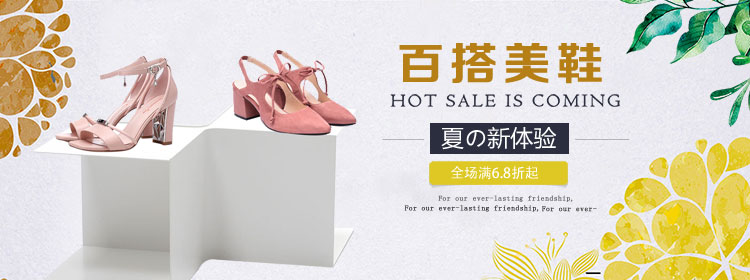 百搭美鞋
HOT SALE IS COMING
夏の新体验
全场满6.8折起
For our ever-lasting friendship,
For our ever-lasting friendship, For our ever-